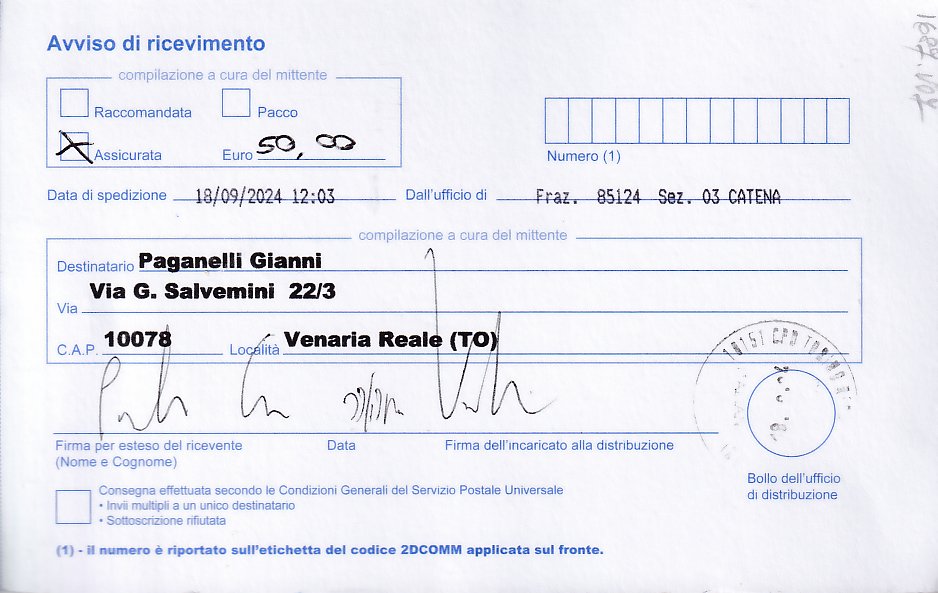 Avviso di ricevimento
compilazione a cura del mittente
Raccomandata Pacco
Assicurata Euro 50,00
Numero (1)
Data di spedizione 18/09/2024 12:03 Dall'ufficio di Fraz. 85124 Sez. 03 CATENA
compilazione a cura del mittente
Destinatario Paganelli Gianni
Via G. Salvemini 22/3
Via
C.A.P. 10078 Località Venaria Reale (TO)
Firma per esteso del ricevente Data Firma dell'incaricato alla distribuzione
(Nome e Cognome)
Bollo dell'ufficio
di distribuzione
Consegna effettuata secondo le Condizioni Generali del Servizio Postale Universale
• Invii multipli a un unico destinatario
• Sottoscrizione rifiutata
(1) - il numero è riportato sull'etichetta del codice 2DCOMM applicata sul fronte.